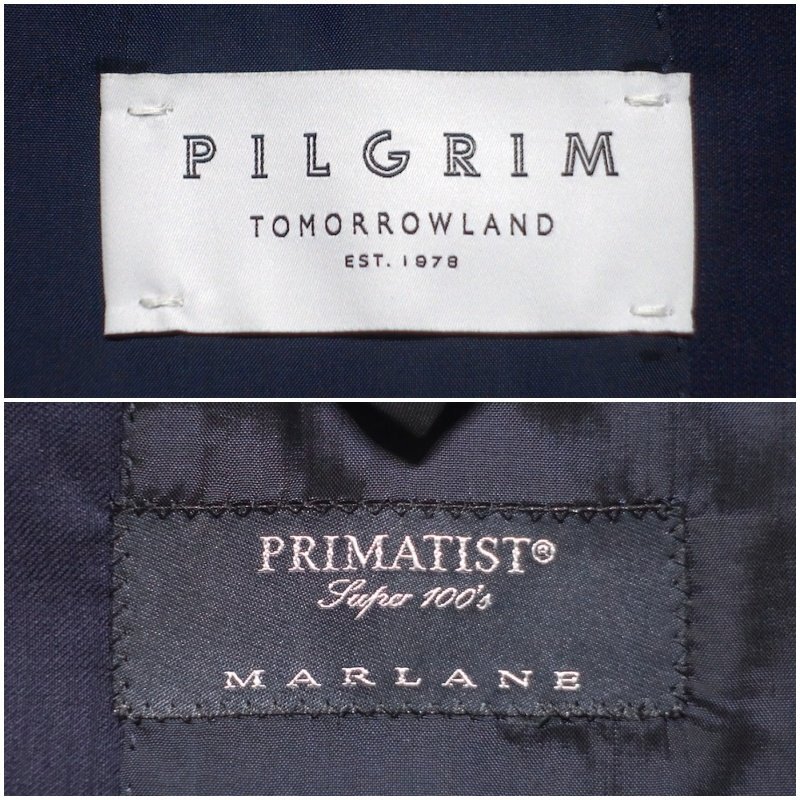 PILGRIM
TOMORROWLAND
EST. 1978
PRIMATIST®
Super 100's
MARLANE